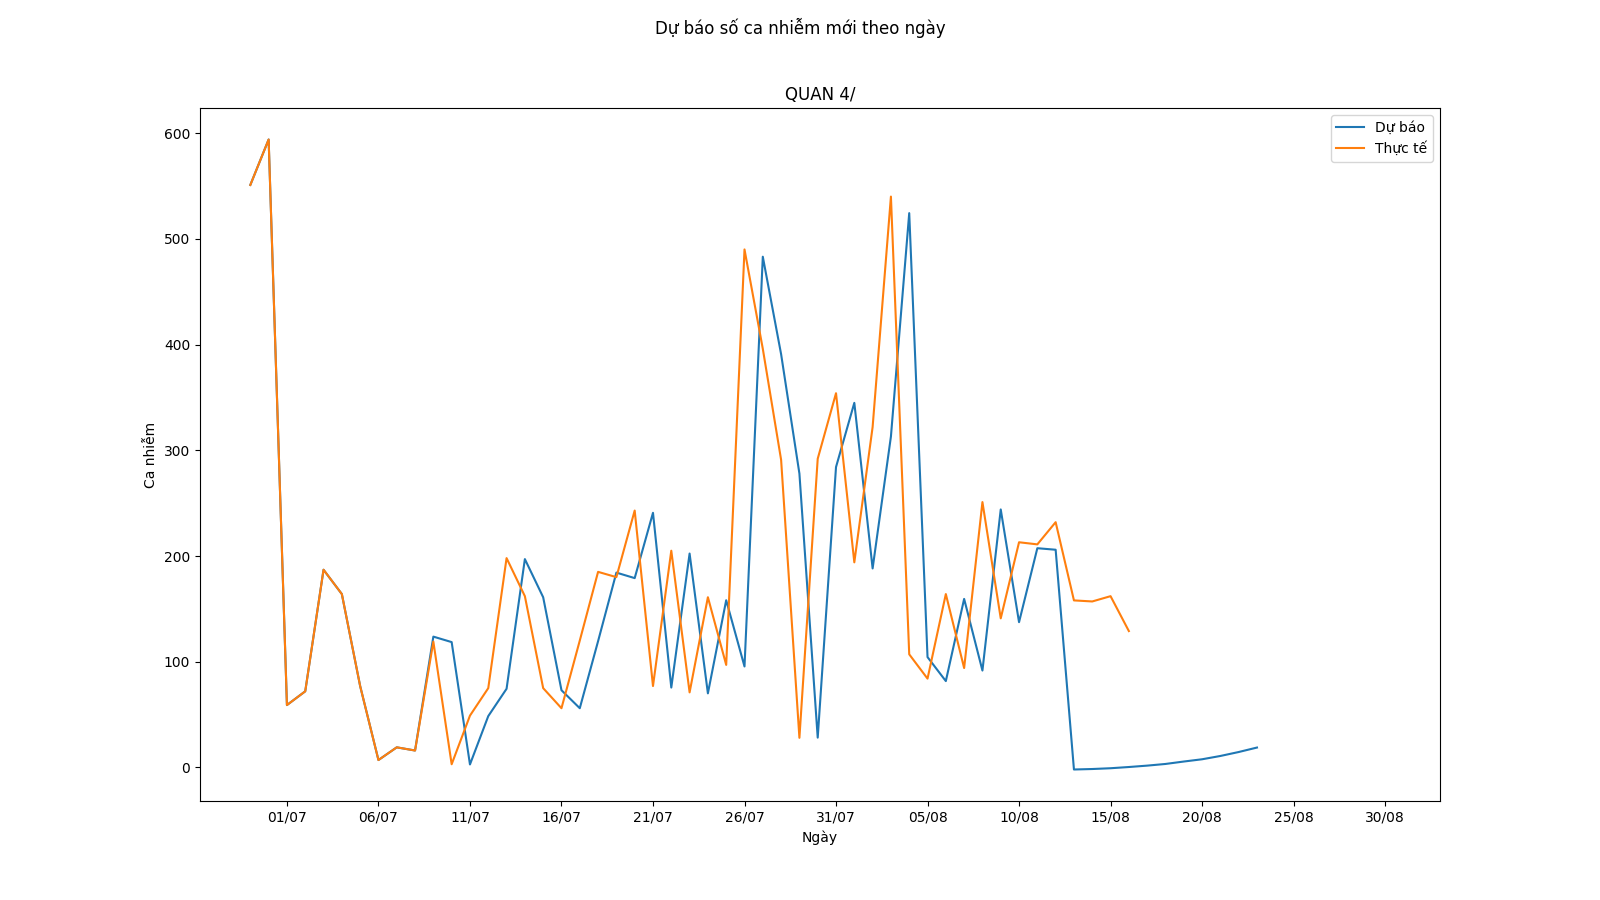 Dự báo số ca nhiễm mới theo ngày
QUAN 4/
Dự báo
Thực tế
600
500
400
300
200
100
0
Ca nhiễm
01/07 06/07 11/07 16/07 21/07 26/07 31/07 05/08 10/08 15/08 20/08 25/08 30/08
Ngày